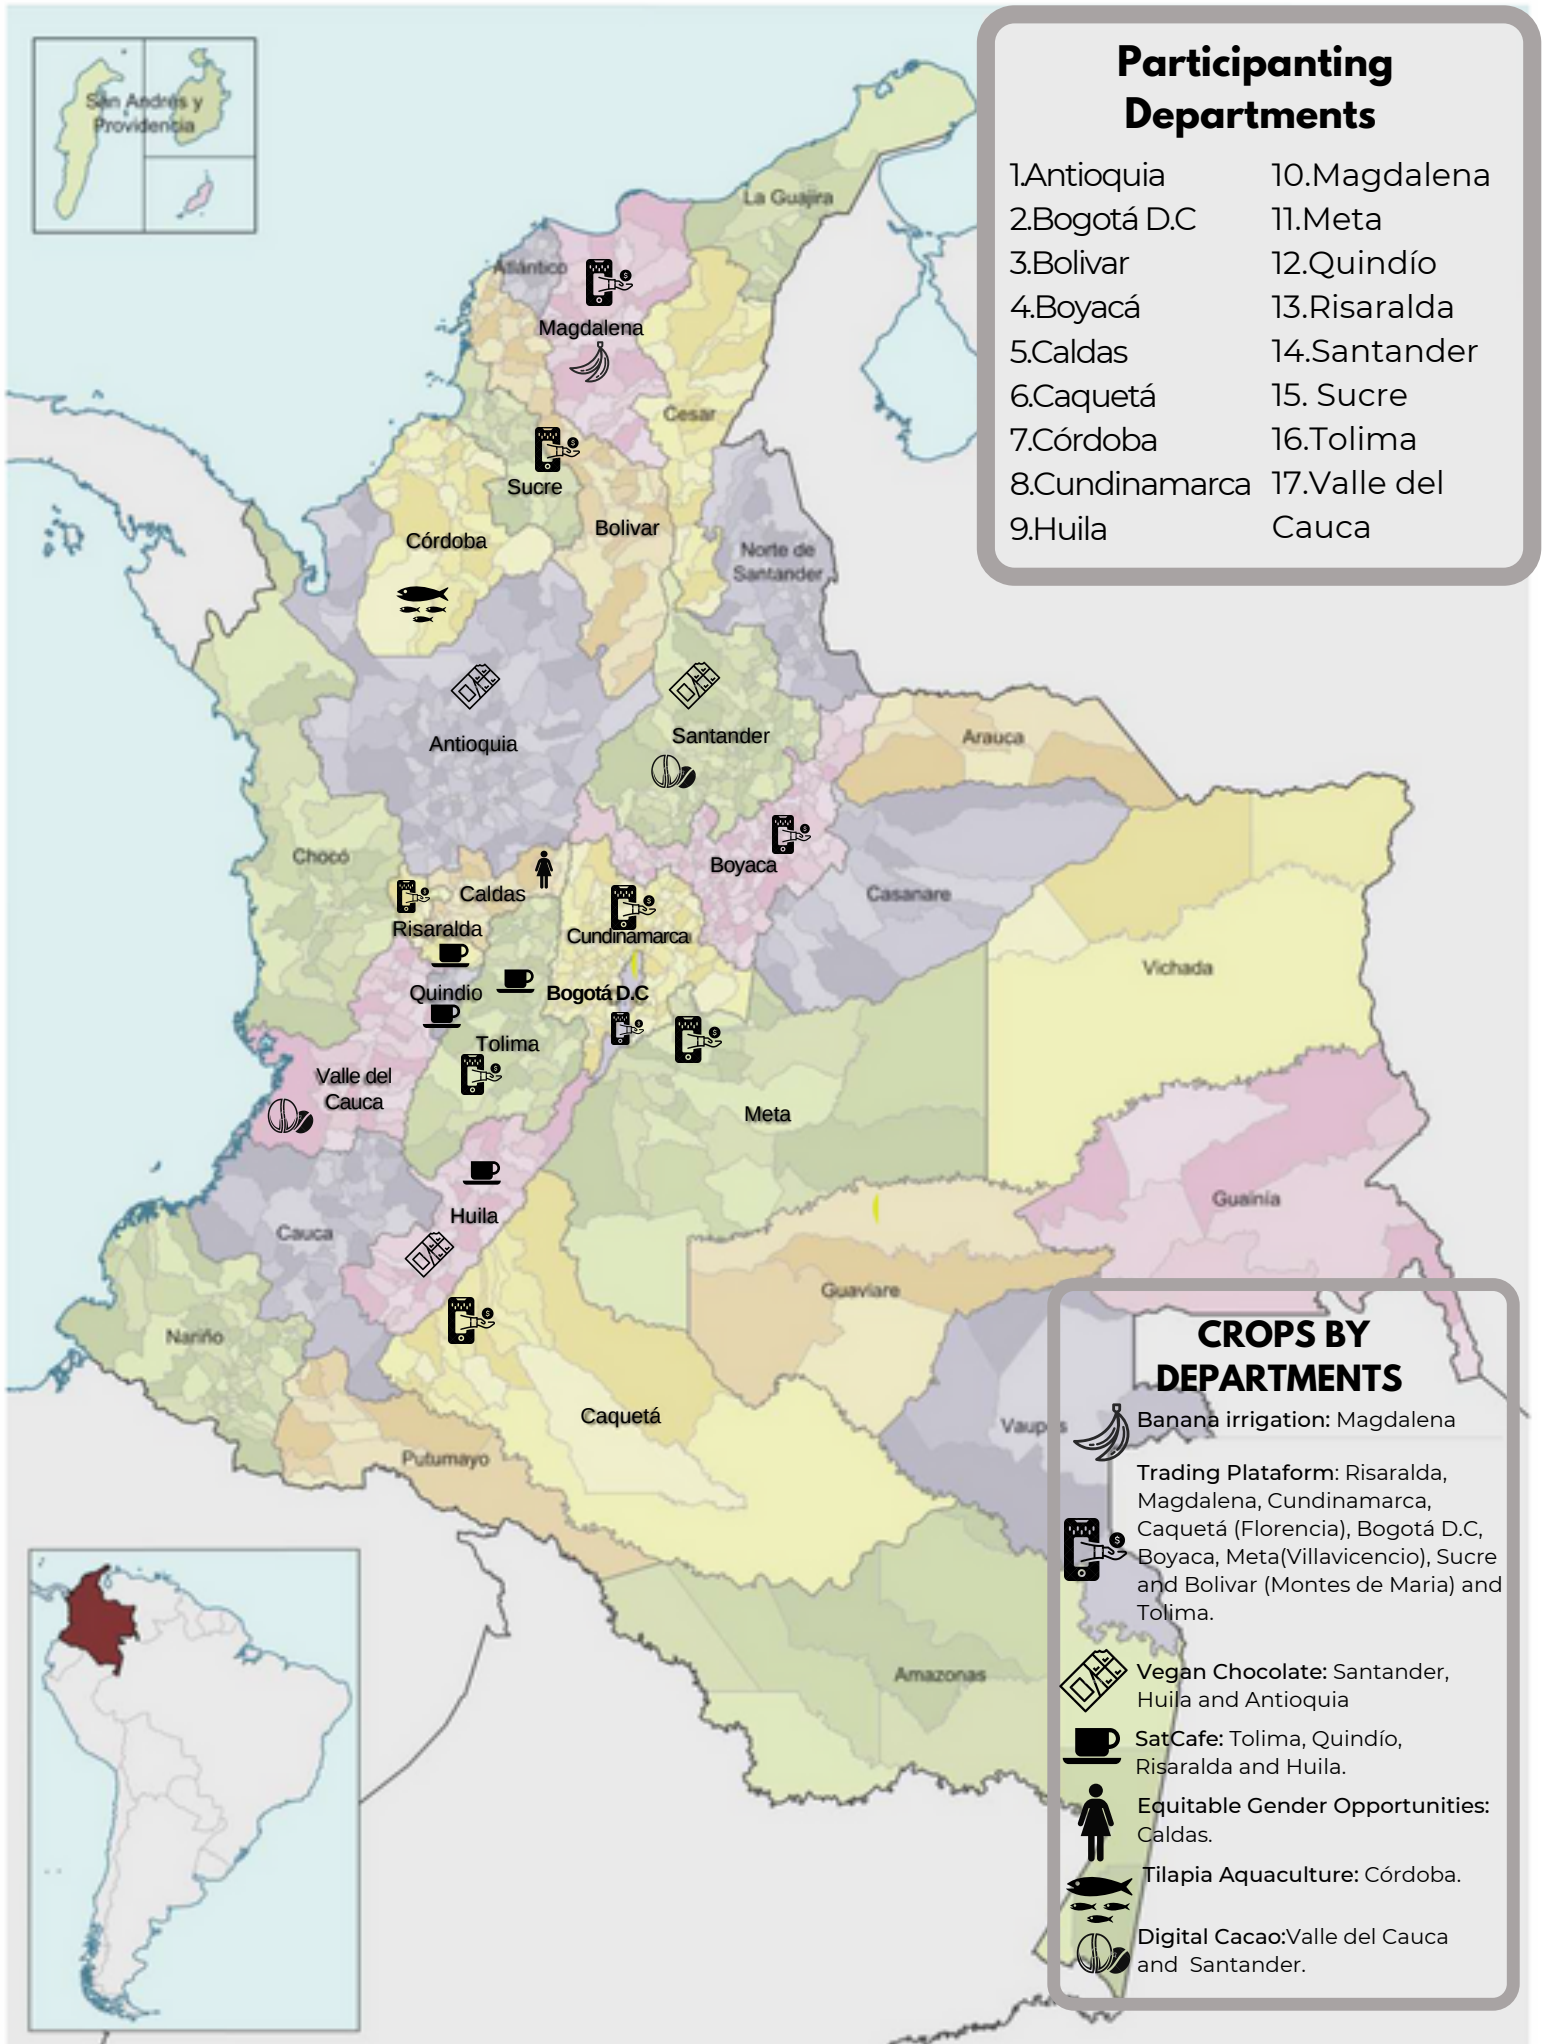 San Andrés y
Providencia
Participanting
Departments
1.Antioquia
2.Bogotá D.C
3.Bolivar
4.Boyacá
5.Caldas
6.Caquetá
7.Córdoba
8.Cundinamarca
9.Huila
10.Magdalena
11.Meta
12.Quindío
13.Risaralda
14.Santander
15. Sucre
16.Tolima
17.Valle del
Cauca
La Guajira
Atlántico
Magdalena
Cesar
Sucre
Bolivar
Córdoba
Norte de
Santander
Antioquia
Santander
Arauca
Chocó
Boyaca
Caldas
Casanare
Risaralda
Cundinamarca
Vichada
Quindio
Bogotá D.C
Tolima
Valle del
Cauca
Meta
Huila
Cauca
Guainía
Guaviare
Nariño
Caquetá
Vaupés
Putumayo
Amazonas
CROPS BY
DEPARTMENTS
Banana irrigation: Magdalena
Trading Plataform: Risaralda,
Magdalena, Cundinamarca,
Caquetá (Florencia), Bogotá D.C,
Boyaca, Meta(Villavicencio), Sucre
and Bolivar (Montes de Maria) and
Tolima.
Vegan Chocolate: Santander,
Huila and Antioquia
SatCafe: Tolima, Quindío,
Risaralda and Huila.
Equitable Gender Opportunities:
Caldas.
Tilapia Aquaculture: Córdoba.
Digital Cacao:Valle del Cauca
and  Santander.